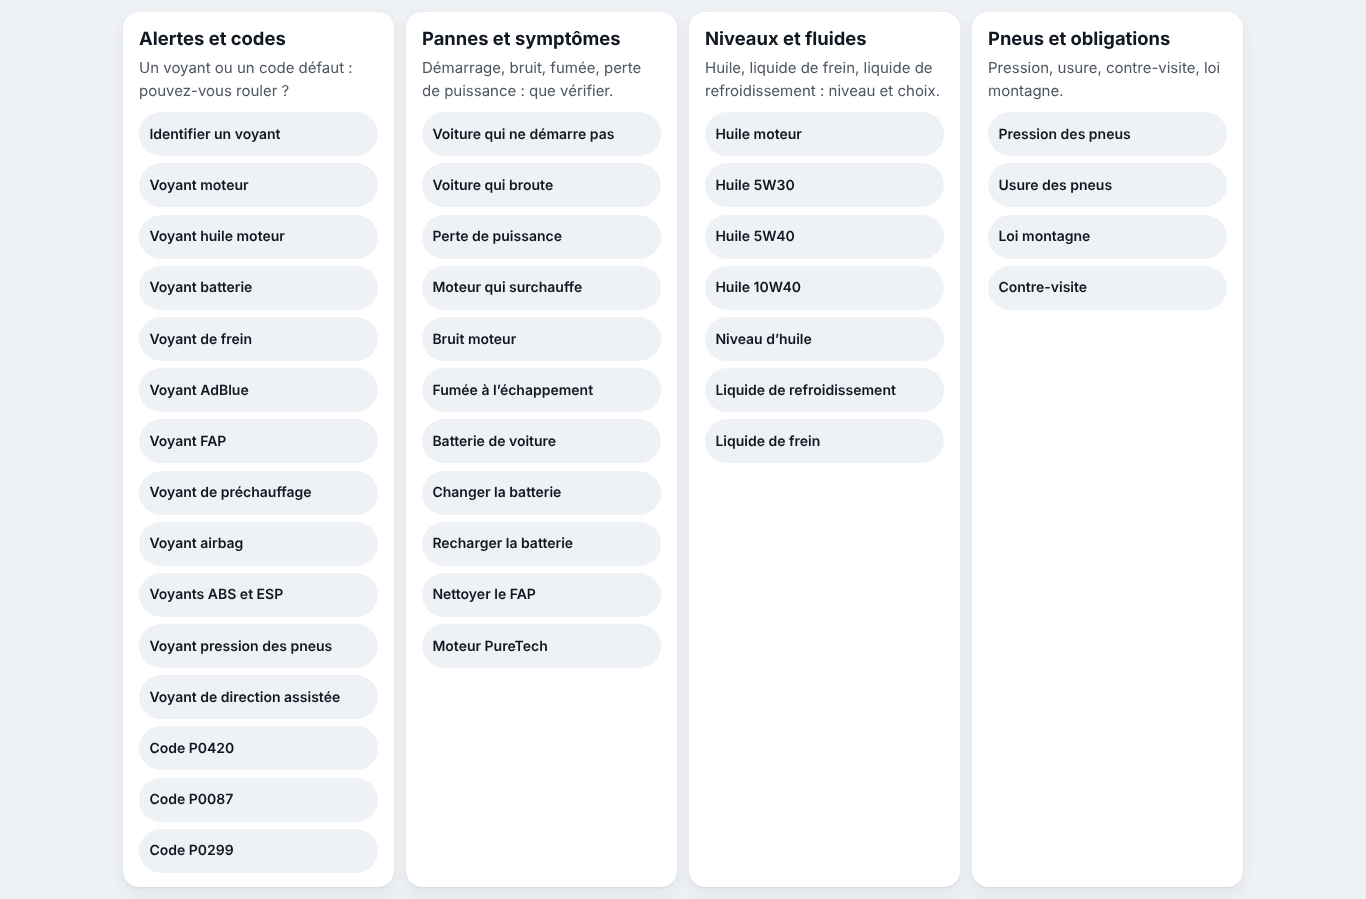 Alertes et codes
Un voyant ou un code défaut :
pouvez-vous rouler ?
Identifier un voyant
Voyant moteur
Voyant huile moteur
Voyant batterie
Voyant de frein
Voyant AdBlue
Voyant FAP
Voyant de préchauffage
Voyant airbag
Voyants ABS et ESP
Voyant pression des pneus
Voyant de direction assistée
Code P0420
Code P0087
Code P0299
Pannes et symptômes
Démarrage, bruit, fumée, perte
de puissance : que vérifier.
Voiture qui ne démarre pas
Voiture qui broute
Perte de puissance
Moteur qui surchauffe
Bruit moteur
Fumée à l’échappement
Batterie de voiture
Changer la batterie
Recharger la batterie
Nettoyer le FAP
Moteur PureTech
Niveaux et fluides
Huile, liquide de frein, liquide de
refroidissement : niveau et choix.
Huile moteur
Huile 5W30
Huile 5W40
Huile 10W40
Niveau d’huile
Liquide de refroidissement
Liquide de frein
Pneus et obligations
Pression, usure, contre-visite, loi
montagne.
Pression des pneus
Usure des pneus
Loi montagne
Contre-visite